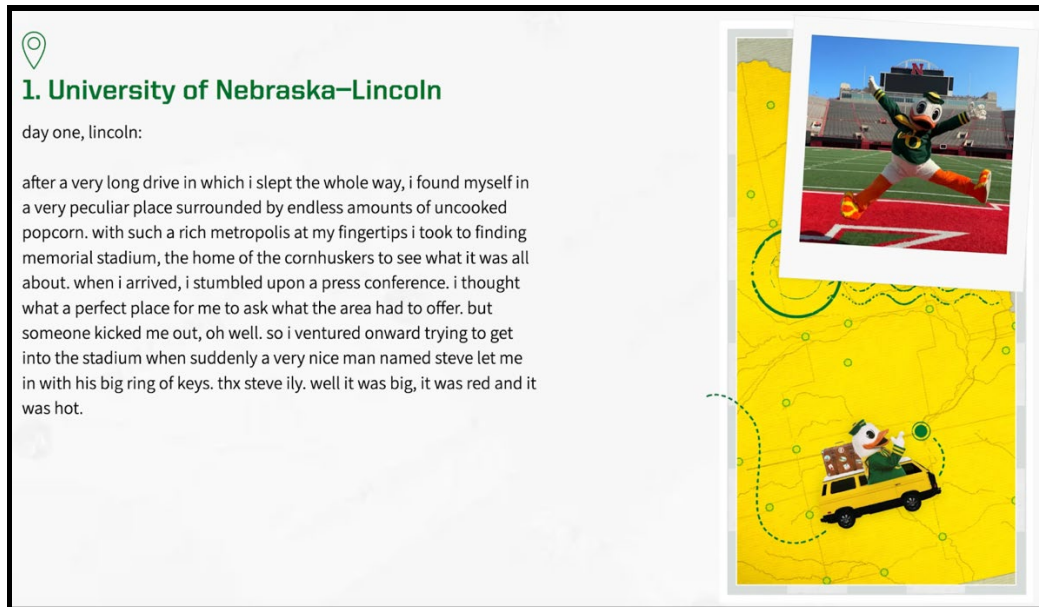 1. University of Nebraska–Lincoln
day one, lincoln:
after a very long drive in which i slept the whole way, i found myself in
a very peculiar place surrounded by endless amounts of uncooked
popcorn. with such a rich metropolis at my fingertips i took to finding
memorial stadium, the home of the cornhuskers to see what it was all
about. when i arrived, i stumbled upon a press conference. i thought
what a perfect place for me to ask what the area had to offer. but
someone kicked me out, oh well. so i ventured onward trying to get
into the stadium when suddenly a very nice man named steve let me
in with his big ring of keys. thx steve ily. well it was big, it was red and it
was hot.
N
O